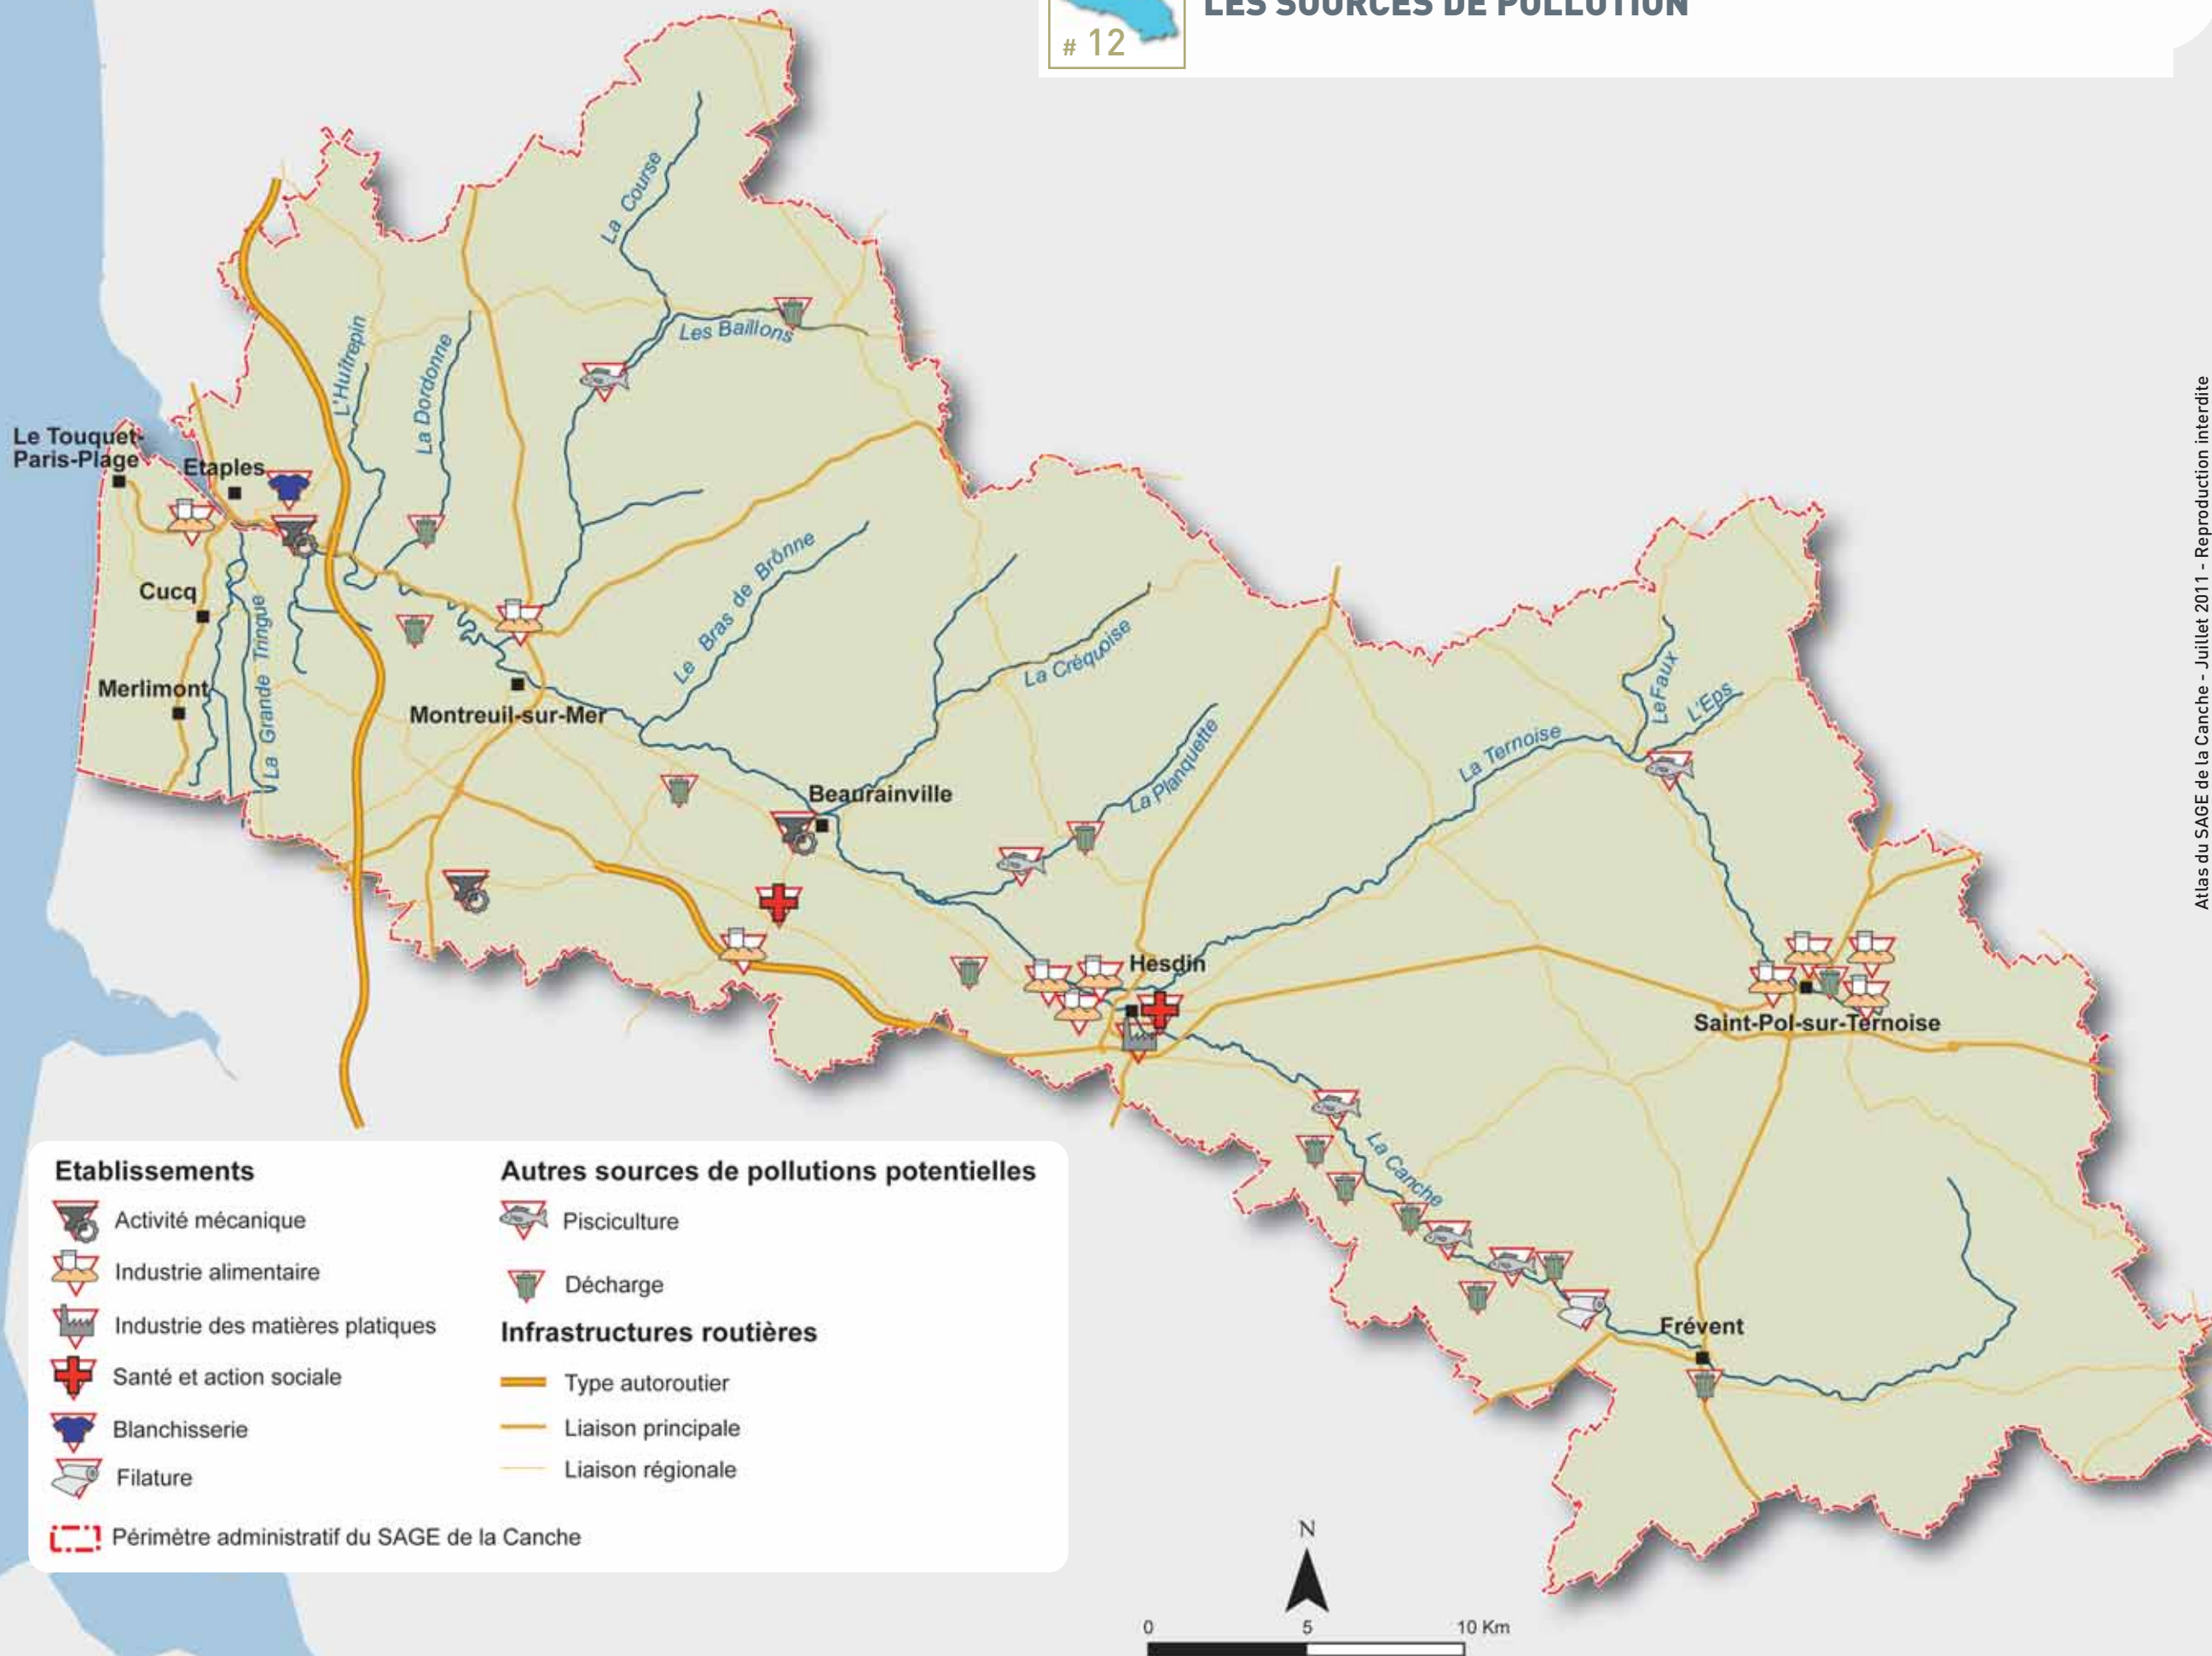 LES SOURCES DE POLLUTION
# 12
La Course
Les Baillons
L'Huîtrepin
La Dordonne
Le Touquet-
Paris-Plage
Etaples
Cucq
Merlimont
La Grande Tringue
Montreuil-sur-Mer
Le Bras de Brônne
La Créquoise
La Planquette
Beaurainville
La Ternoise
Le Faux
L'Eps
Hesdin
Saint-Pol-sur-Ternoise
La Canche
Frévent
Etablissements
Activité mécanique
Industrie alimentaire
Industrie des matières platiques
Santé et action sociale
Blanchisserie
Filature
Périmètre administratif du SAGE de la Canche
Autres sources de pollutions potentielles
Pisciculture
Décharge
Infrastructures routières
Type autoroutier
Liaison principale
Liaison régionale
N
0 5 10 Km
Atlas du SAGE de la Canche - Juillet 2011 - Reproduction interdite